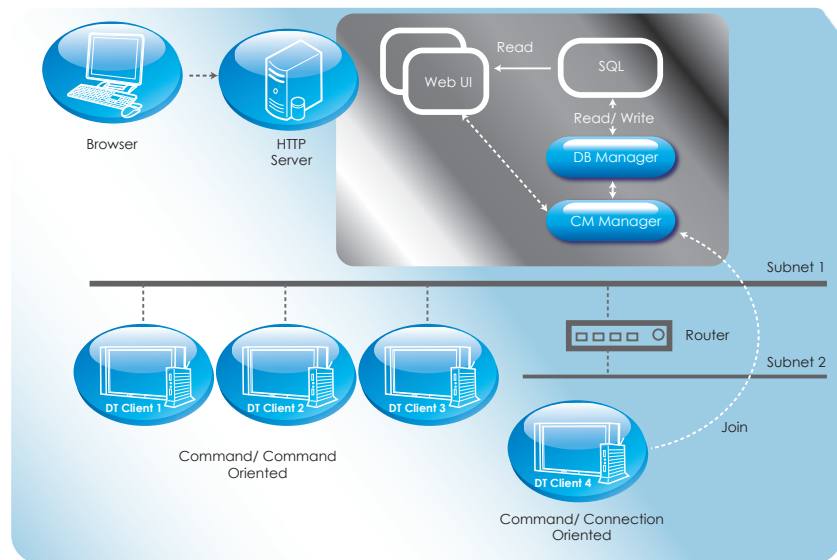 Read
SQL
Web UI
Read/ Write
Browser
HTTP
Server
DB Manager
CM Manager
Subnet 1
Router
Subnet 2
DT Client 1
DT Client 2
DT Client 3
Join
Command/ Command
Oriented
DT Client 4
Command/ Connection
Oriented